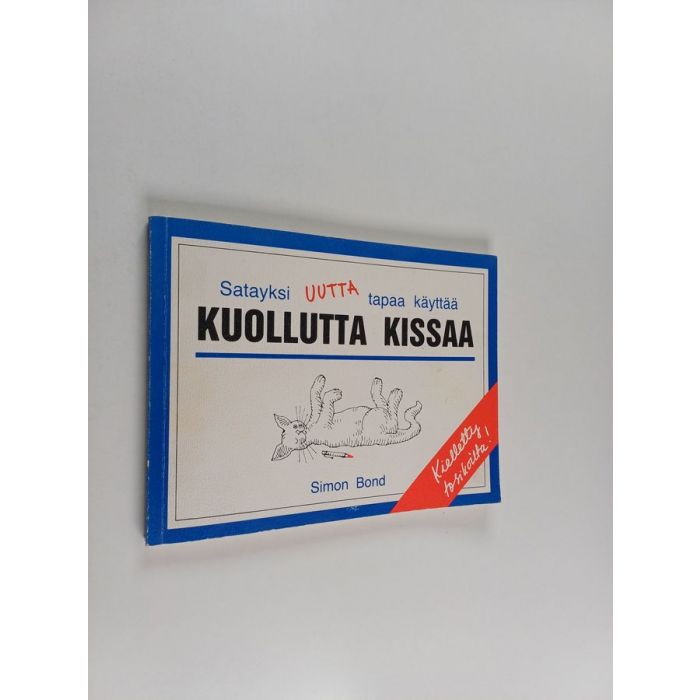 Satayksi UUTTA tapaa käyttää
KUOLLUTTA KISSAA
Simon Bond
Kielletty
tosikoilta!